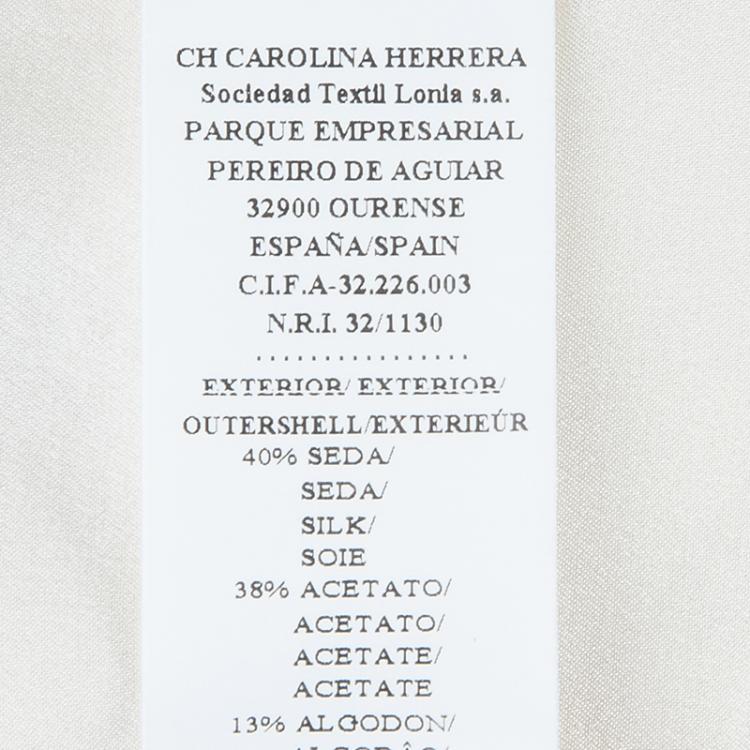 CH CAROLINA HERRERA
Sociedad Textil Lonia s.a.
PARQUE EMPRESARIAL
PEREIRO DE AGUIAR
32900 OURENSE
ESPAÑA/SPAIN
C.I.F.A-32.226.003
N.R.I. 32/1130
................
EXTERIOR/ EXTERIOR/
OUTERSHELL/EXTERIEÚR
40% SEDA/
SEDA/
SILK/
SOIE
38% ACETATO/
ACETATO/
ACETATE/
ACETATE
13% ALGODON/
ALGODÃO/